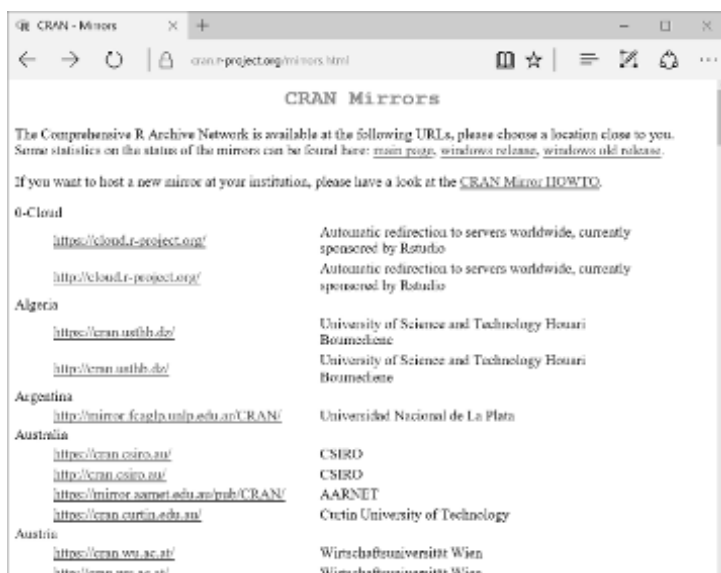 CRAN - Mirrors
cran.r-project.org/mirrors.html
CRAN Mirrors
The Comprehensive R Archive Network is available at the following URLs, please choose a location close to you.
Some statistics on the status of the mirrors can be found here: main page, windows release, windows old release.
If you want to host a new mirror at your institution, please have a look at the CRAN Mirror HOWTO.
0-Cloud
https://cloud.r-project.org/ Automatic redirection to servers worldwide, currently
sponsored by Rstudio
http://cloud.r-project.org/ Automatic redirection to servers worldwide, currently
sponsored by Rstudio
Algeria
https://cran.usthb.dz/ University of Science and Technology Houari
Boumediene
http://cran.usthb.dz/ University of Science and Technology Houari
Boumediene
Argentina
http://mirror.fcaglp.unlp.edu.ar/CRAN/ Universidad Nacional de La Plata
Australia
https://cran.csiro.au/ CSIRO
http://cran.csiro.au/ CSIRO
https://mirror.aarnet.edu.au/pub/CRAN/ AARNET
https://cran.curtin.edu.au/ Curtin University of Technology
Austria
https://cran.wu.ac.at/ Wirtschaftsuniversität Wien
http://cran.wu.ac.at/ Wirtschaftsuniversität Wien